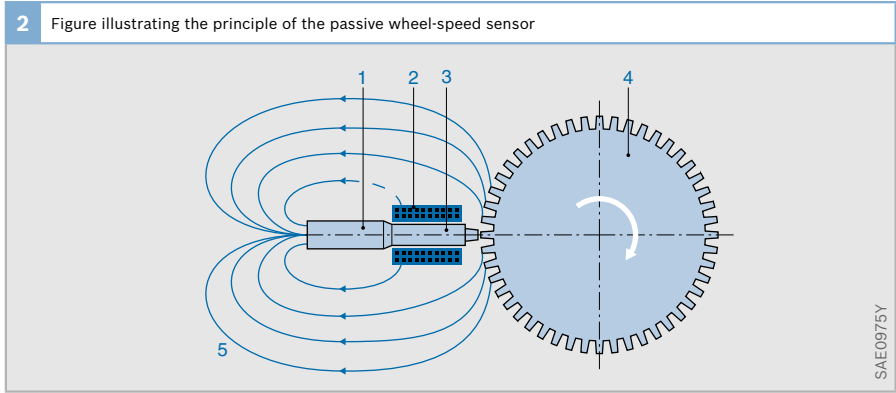 2 Figure illustrating the principle of the passive wheel-speed sensor
1 2 3 4
5
SAE0975Y